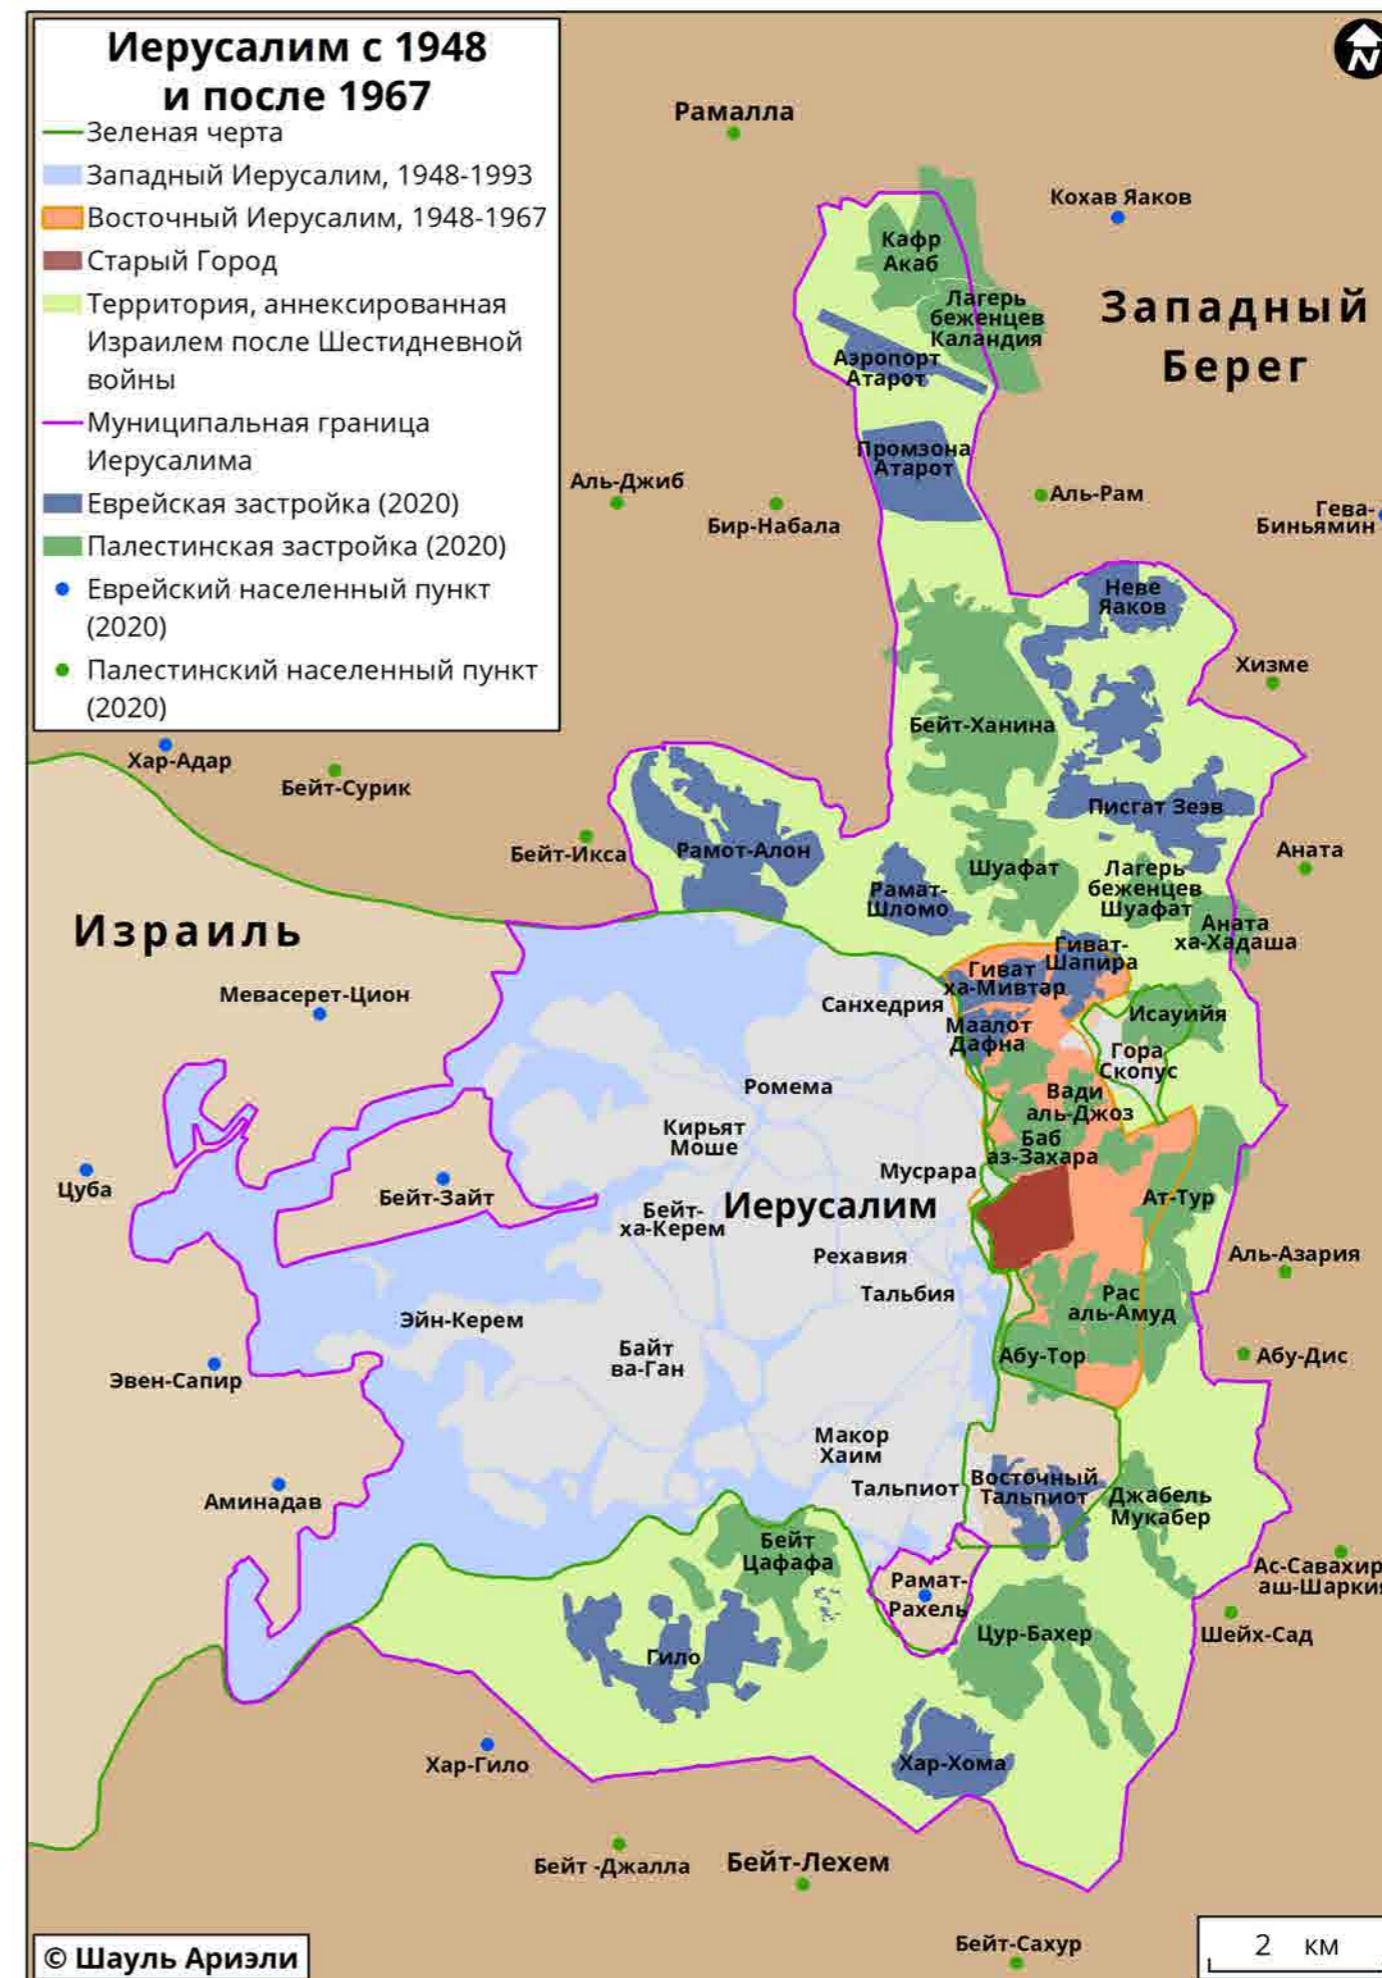 Иерусалим с 1948
и после 1967
Зеленая черта
Западный Иерусалим, 1948-1993
Восточный Иерусалим, 1948-1967
Старый Город
Территория, аннексированная
Израилем после Шестидневной
войны
Муниципальная граница
Иерусалима
Еврейская застройка (2020)
Палестинская застройка (2020)
Еврейский населенный пункт
(2020)
Палестинский населенный пункт
(2020)
N
Рамалла
Кохав Яаков
Кафр
Акаб
Лагерь
беженцев
Каландия
Западный
Берег
Аэропорт
Атарот
Промзона
Атарот
Аль-Джиб
Бир-Набала
Аль-Рам
Гева-
Биньямин
Неве
Яаков
Хизме
Бейт-Ханина
Хар-Адар
Бейт-Сурик
Писгат Зеэв
Бейт-Икса
Рамот-Алон
Шуафат
Аната
Рамат-
Шломо
Лагерь
беженцев
Шуафат
Аната
ха-Хадаша
Израиль
Гиват-
Шапира
Гиват
ха-Мивтар
Мевасерет-Цион
Санхедрия
Исауийя
Маалот
Дафна
Гора
Скопус
Ромема
Вади
аль-Джоз
Кирьят
Моше
Баб
аз-Захара
Мусрара
Цуба
Бейт-Зайт
Ат-Тур
Бейт-
ха-Керем
Иерусалим
Рехавия
Аль-Азария
Тальбия
Рас
аль-Амуд
Эйн-Керем
Байт
ва-Ган
Абу-Тор
Абу-Дис
Эвен-Сапир
Макор
Хаим
Тальпиот
Восточный
Тальпиот
Джабель
Мукабер
Аминадав
Бейт
Цафафа
Рамат-
Рахель
Ас-Савахир
аш-Шаркия
Цур-Бахер
Шейх-Сад
Гило
Хар-Гило
Хар-Хома
Бейт -Джалла
Бейт-Лехем
Бейт-Сахур
© Шауль Ариэли
2 км